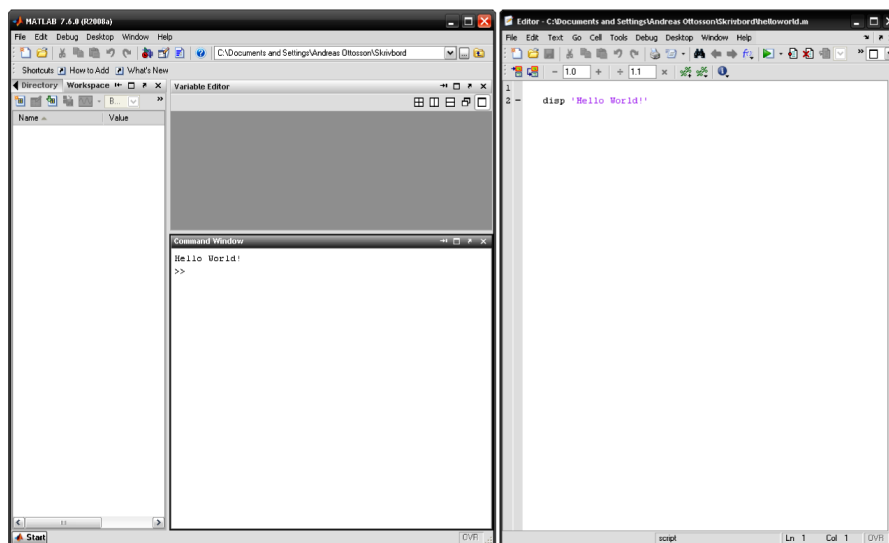 MATLAB 7.6.0 (R2008a)
File Edit Debug Desktop Window Help
C:\Documents and Settings\Andreas Ottosson\Skrivbord
Shortcuts How to Add What's New
Directory Workspace
B...
Name Value
Variable Editor
Command Window
Hello World!
>>
Start
OVR
Editor - C:\Documents and Settings\Andreas Ottosson\Skrivbord\helloworld.m
File Edit Text Go Cell Tools Debug Desktop Window Help
- 1.0 + ÷ 1.1 ×
1
2 - disp 'Hello World!'
script Ln 1 Col 1 OVR